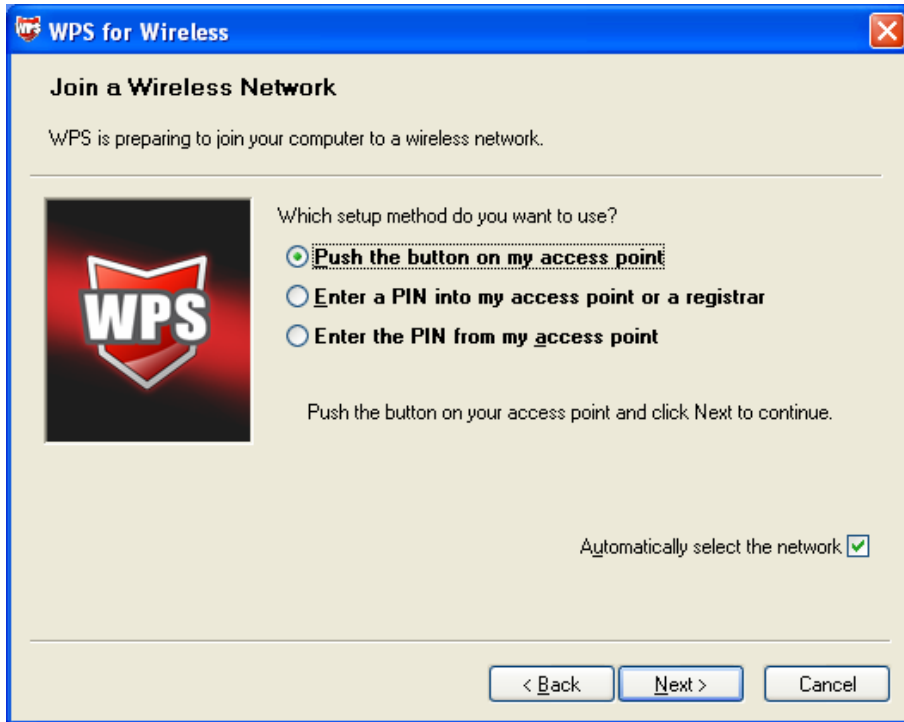 WPS WPS for Wireless
Join a Wireless Network
WPS is preparing to join your computer to a wireless network.
WPS
Which setup method do you want to use?
Push the button on my access point
Enter a PIN into my access point or a registrar
Enter the PIN from my access point
Push the button on your access point and click Next to continue.
Automatically select the network
< Back Next > Cancel